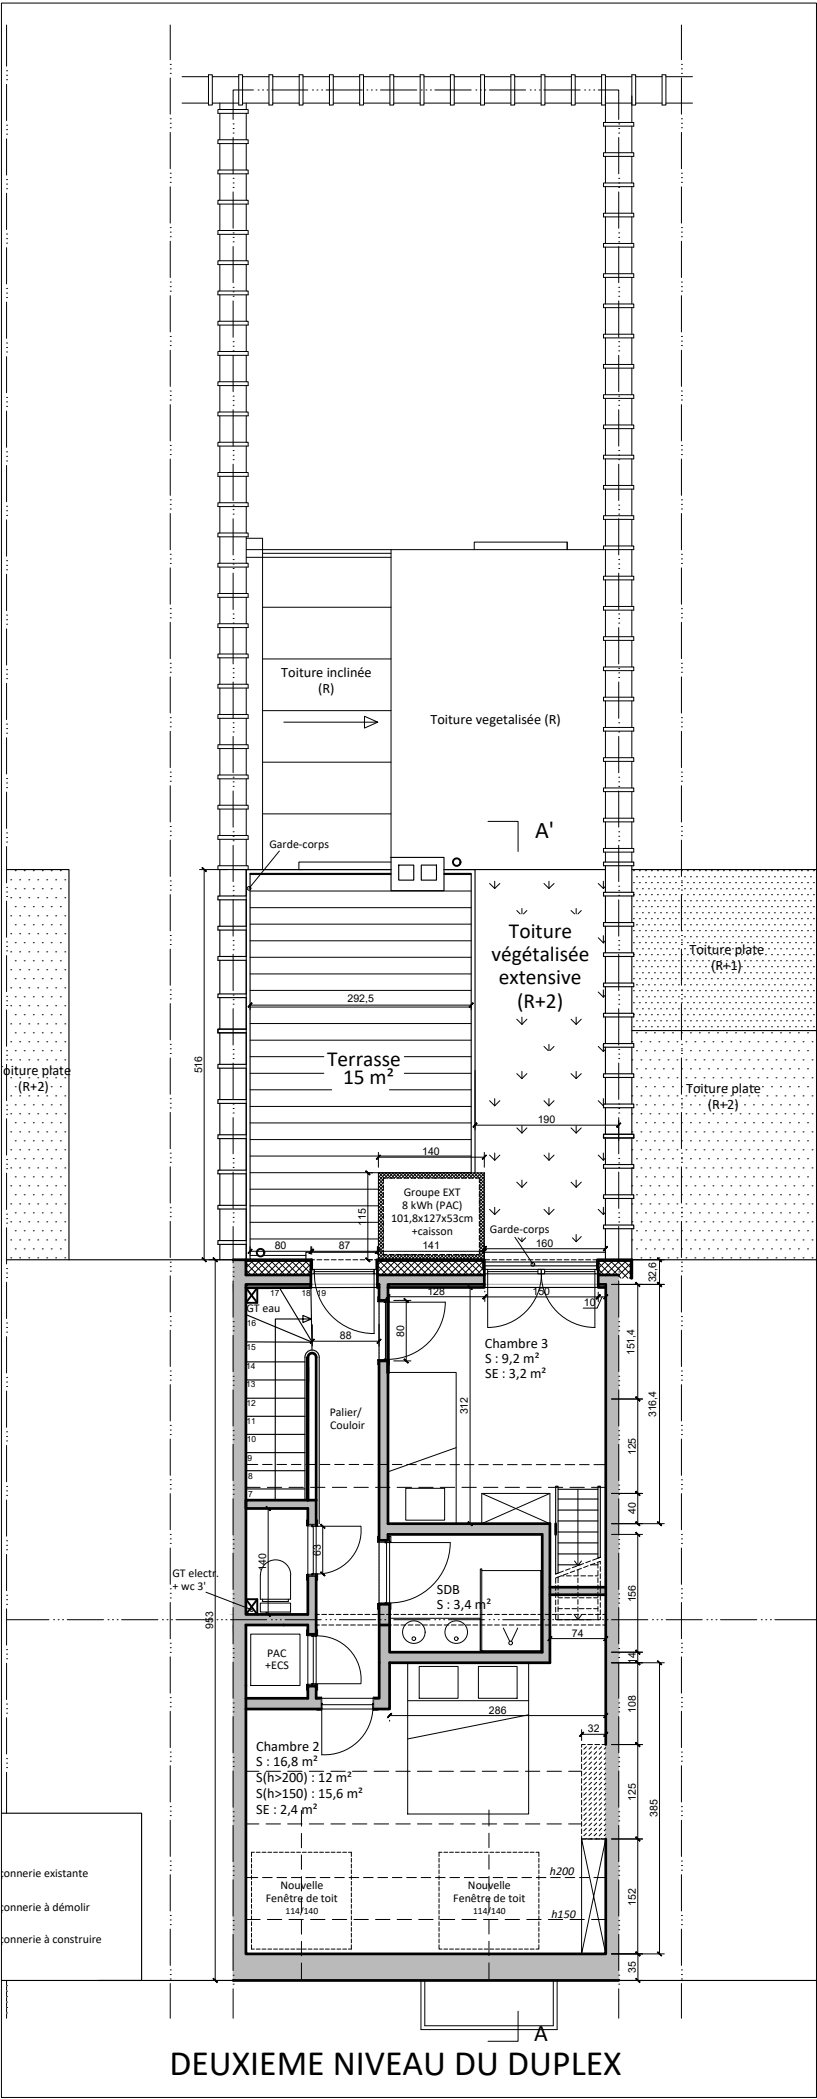 Toiture inclinée
(R)
Toiture vegetalisée (R)
A'
Garde-corps
Toiture
végétalisée
extensive
(R+2)
Toiture plate
(R+1)
292,5
516
Terrasse
15 m²
oiture plate
(R+2)
Toiture plate
(R+2)
190
140
115
Groupe EXT
8 kWh (PAC)
101,8x127x53cm
+caisson
Garde-corps
80
87
141
160
32,6
17
18
19
128
150
10
GT eau
16
88
80
15
14
13
12
11
10
9
8
7
Chambre 3
S : 9,2 m²
SE : 3,2 m²
151,4
316,4
312
Palier/
Couloir
125
40
140
63
GT electr.
+ wc 3'
SDB
S : 3,4 m²
156
953
74
14
PAC
+ECS
286
108
32
Chambre 2
S : 16,8 m²
S(h>200) : 12 m²
S(h>150) : 15,6 m²
SE : 2,4 m²
125
385
onnerie existante
onnerie à démolir
onnerie à construire
Nouvelle
Fenêtre de toit
114/140
Nouvelle
Fenêtre de toit
114/140
h200
h150
152
35
A
DEUXIEME NIVEAU DU DUPLEX